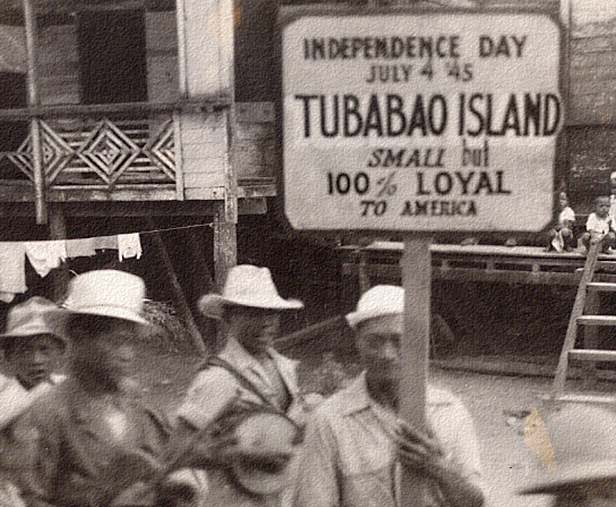 INDEPENDENCE DAY
JULY 4 '45
TUBABAO ISLAND
SMALL but
100% LOYAL
TO AMERICA